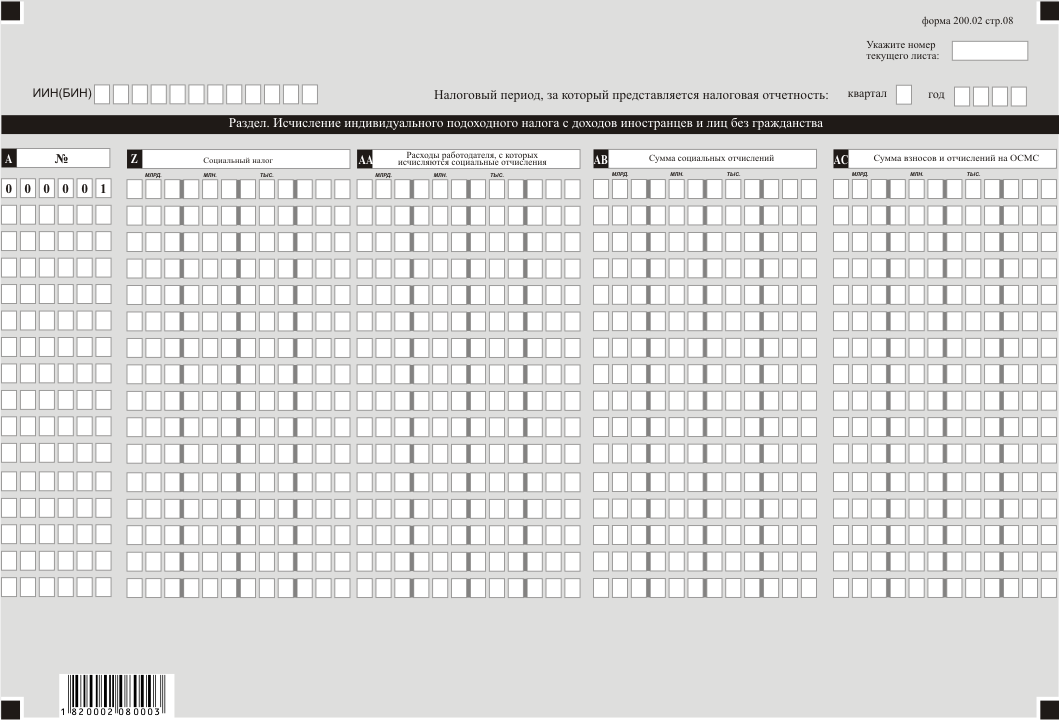 форма 200.02 стр.08
Укажите номер
текущего листа:
ИИН(БИН)
Налоговый период, за который представляется налоговая отчетность: квартал год
Раздел. Исчисление индивидуального подоходного налога с доходов иностранцев и лиц без гражданства
A №
Z Социальный налог
AA Расходы работодателя, с которых
исчисляются социальные отчисления
AB Сумма социальных отчислений
AC Сумма взносов и отчислений на ОСМС
МЛРД. МЛН. ТЫС. МЛРД. МЛН. ТЫС. МЛРД. МЛН. ТЫС. МЛРД. МЛН. ТЫС.
0 0 0 0 0 1
1 820002 080003